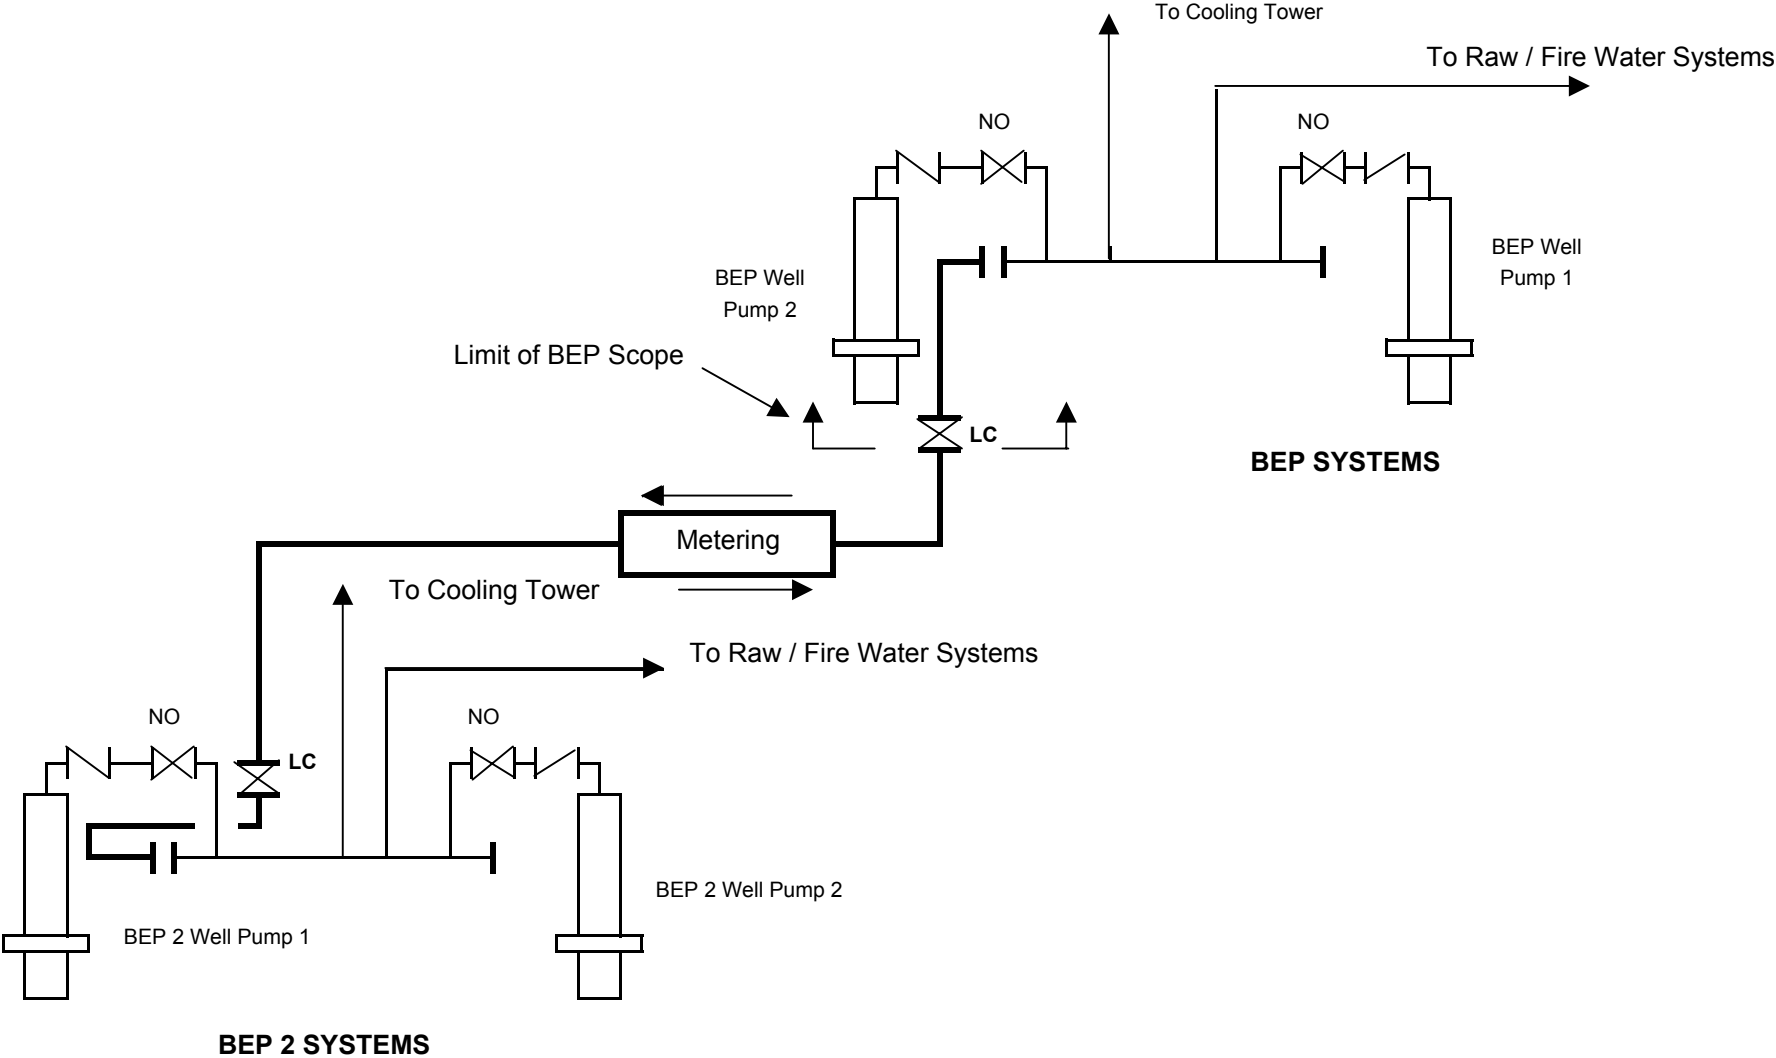 To Cooling Tower
To Raw / Fire Water Systems
NO
NO
BEP Well
Pump 1
BEP Well
Pump 2
Limit of BEP Scope
LC
BEP SYSTEMS
Metering
To Cooling Tower
To Raw / Fire Water Systems
NO
NO
LC
BEP 2 Well Pump 2
BEP 2 Well Pump 1
BEP 2 SYSTEMS